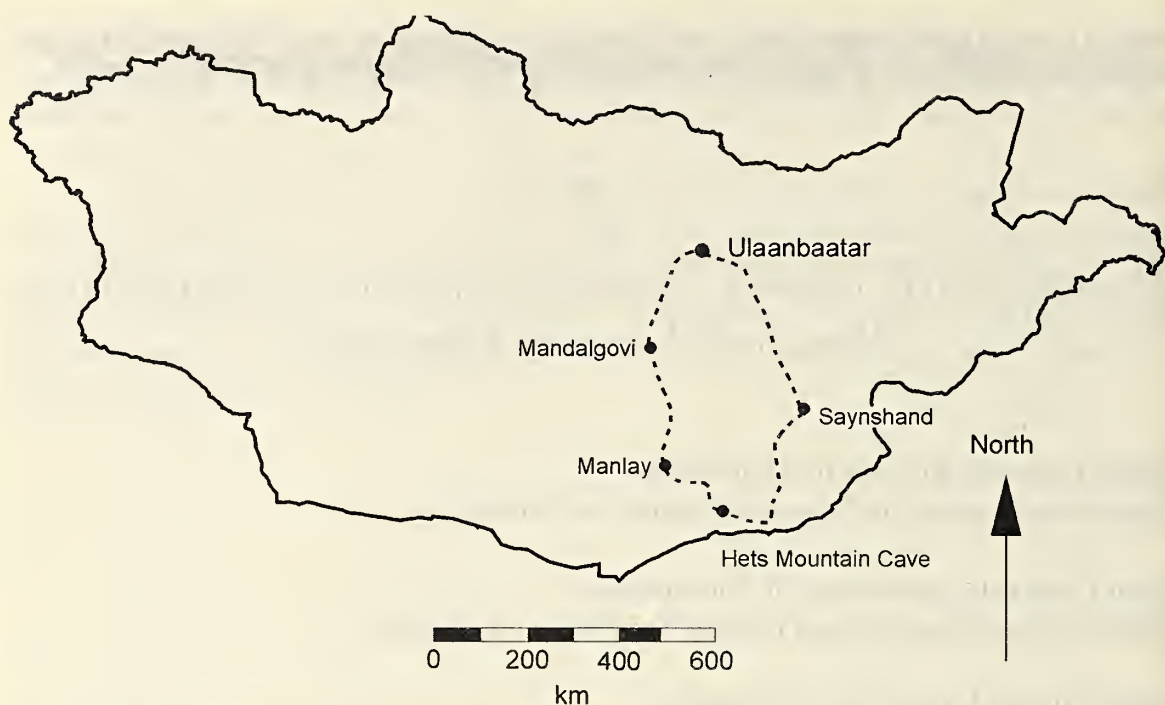 Ulaanbaatar
Mandalgovi
Saynshand
North
Manlay
Hets Mountain Cave
0 200 400 600
km